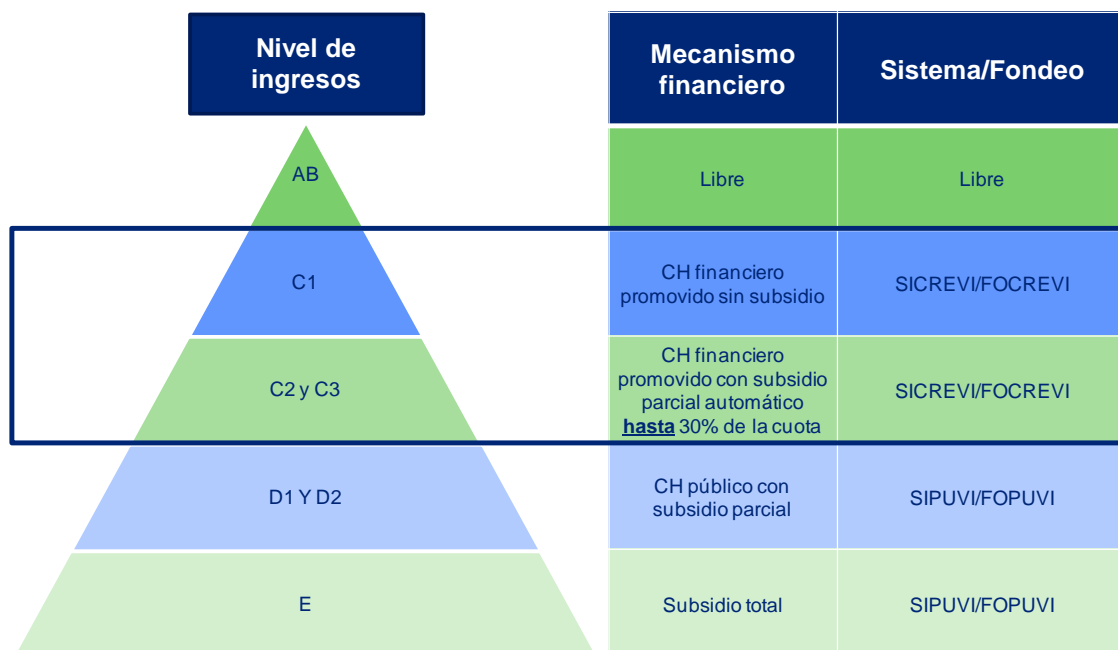 Nivel de
ingresos
Mecanismo
financiero
Sistema/Fondeo
AB
Libre
Libre
C1
CH financiero
promovido sin subsidio
SICREVI/FOCREVI
C2 y C3
CH financiero
promovido con subsidio
parcial automático
hasta 30% de la cuota
SICREVI/FOCREVI
D1 Y D2
CH público con
subsidio parcial
SIPUVI/FOPUVI
E
Subsidio total
SIPUVI/FOPUVI